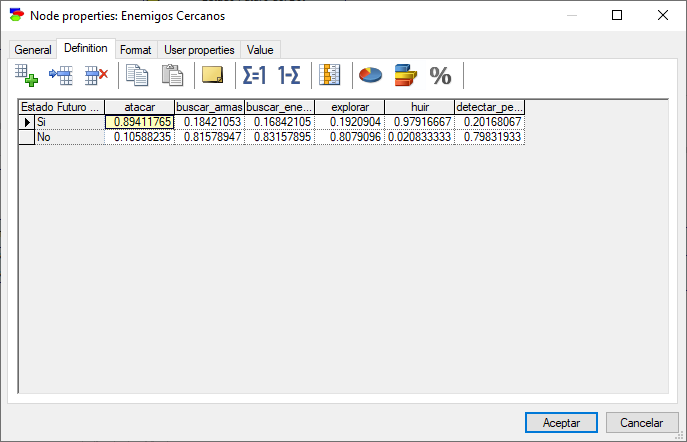 Node properties: Enemigos Cercanos
General Definition Format User properties Value
Σ=1 1-Σ %
Estado Futuro ... atacar buscar_armas buscar_ene... explorar huir detectar_pe...
Si 0.89411765 0.18421053 0.16842105 0.1920904 0.97916667 0.20168067
No 0.10588235 0.81578947 0.83157895 0.8079096 0.020833333 0.79831933
Aceptar Cancelar